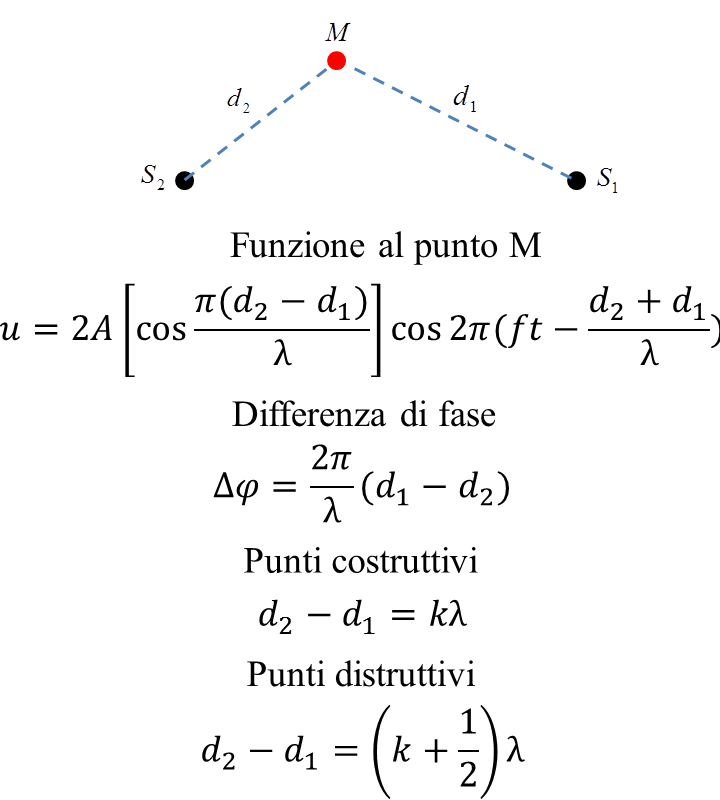 M
d₂
d₁
S₂
S₁
Funzione al punto M
u = 2A [cos π(d₂ − d₁)/λ] cos 2π(ft − (d₂ + d₁)/λ)
Differenza di fase
Δφ = 2π/λ (d₁ − d₂)
Punti costruttivi
d₂ − d₁ = kλ
Punti distruttivi
d₂ − d₁ = (k + 1/2) λ